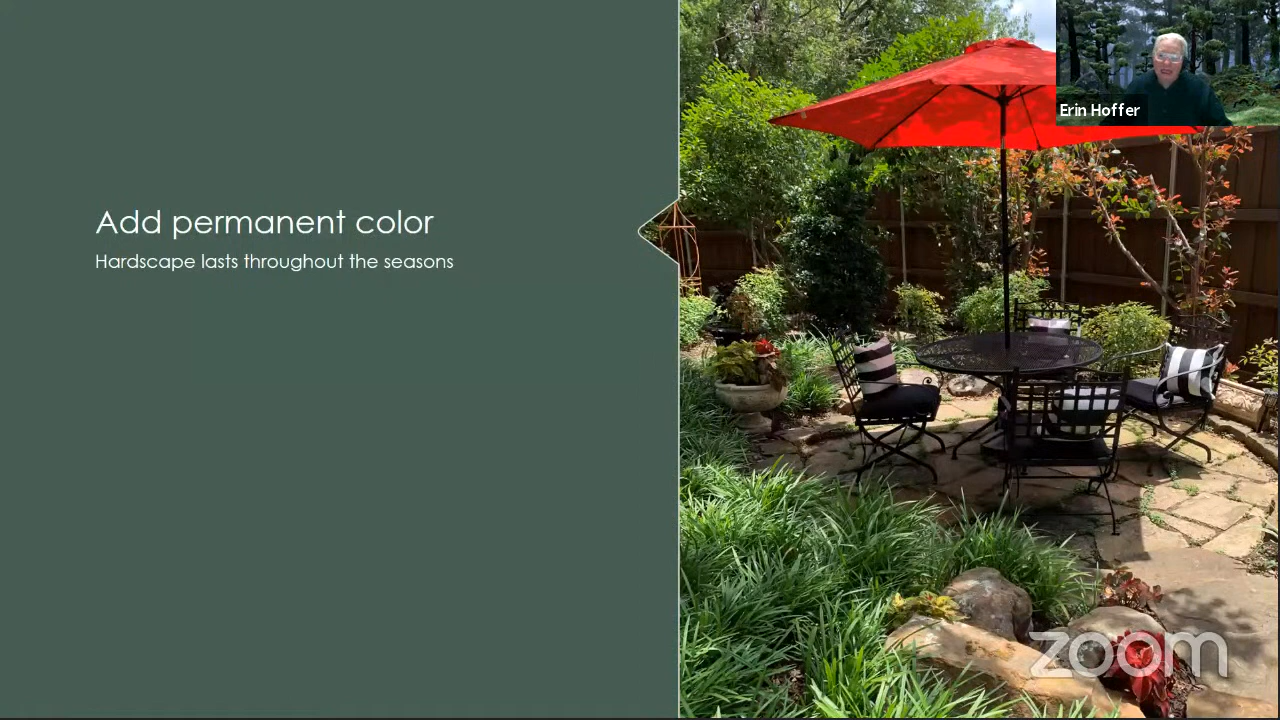 Add permanent color
Hardscape lasts throughout the seasons
Erin Hoffer
zoom